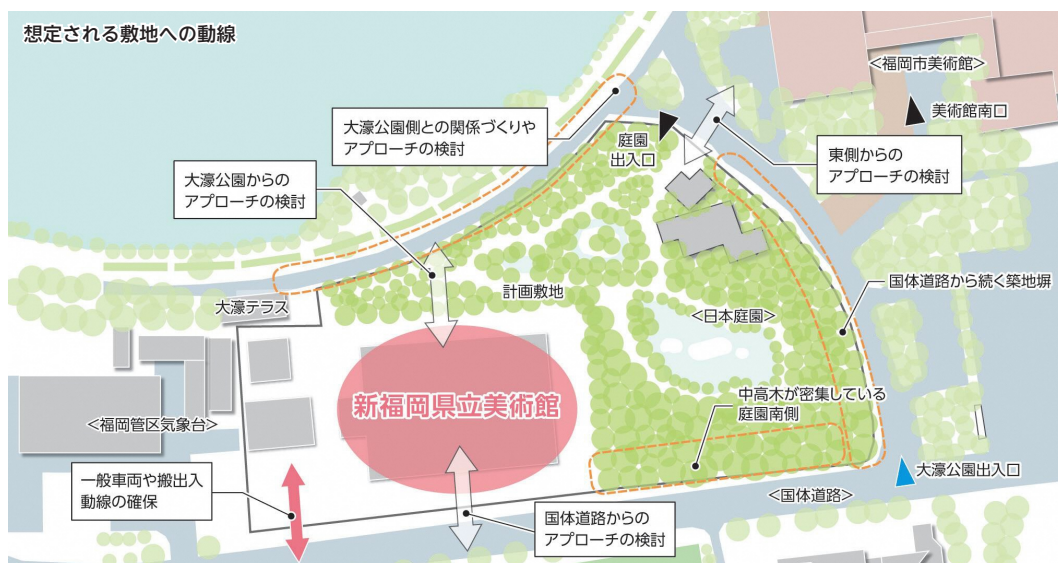 想定される敷地への動線
<福岡市美術館>
美術館南口
大濠公園側との関係づくりや
アプローチの検討
庭園
出入口
東側からの
アプローチの検討
大濠公園からの
アプローチの検討
国体道路から続く築地塀
計画敷地
大濠テラス
<日本庭園>
新福岡県立美術館
中高木が密集している
庭園南側
<福岡管区気象台>
大濠公園出入口
一般車両や搬出入
動線の確保
<国体道路>
国体道路からの
アプローチの検討